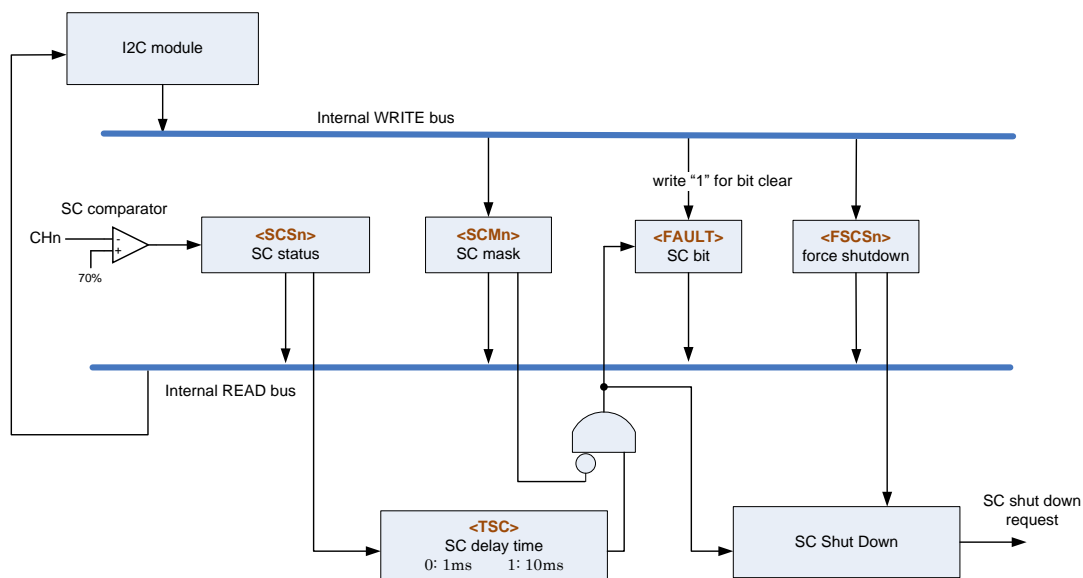 I2C module
Internal WRITE bus
write "1" for bit clear
SC comparator
CHn
-
+
70%
<SCSn>
SC status
<SCMn>
SC mask
<FAULT>
SC bit
<FSCSn>
force shutdown
Internal READ bus
<TSC>
SC delay time
0: 1ms 1: 10ms
SC Shut Down
SC shut down
request